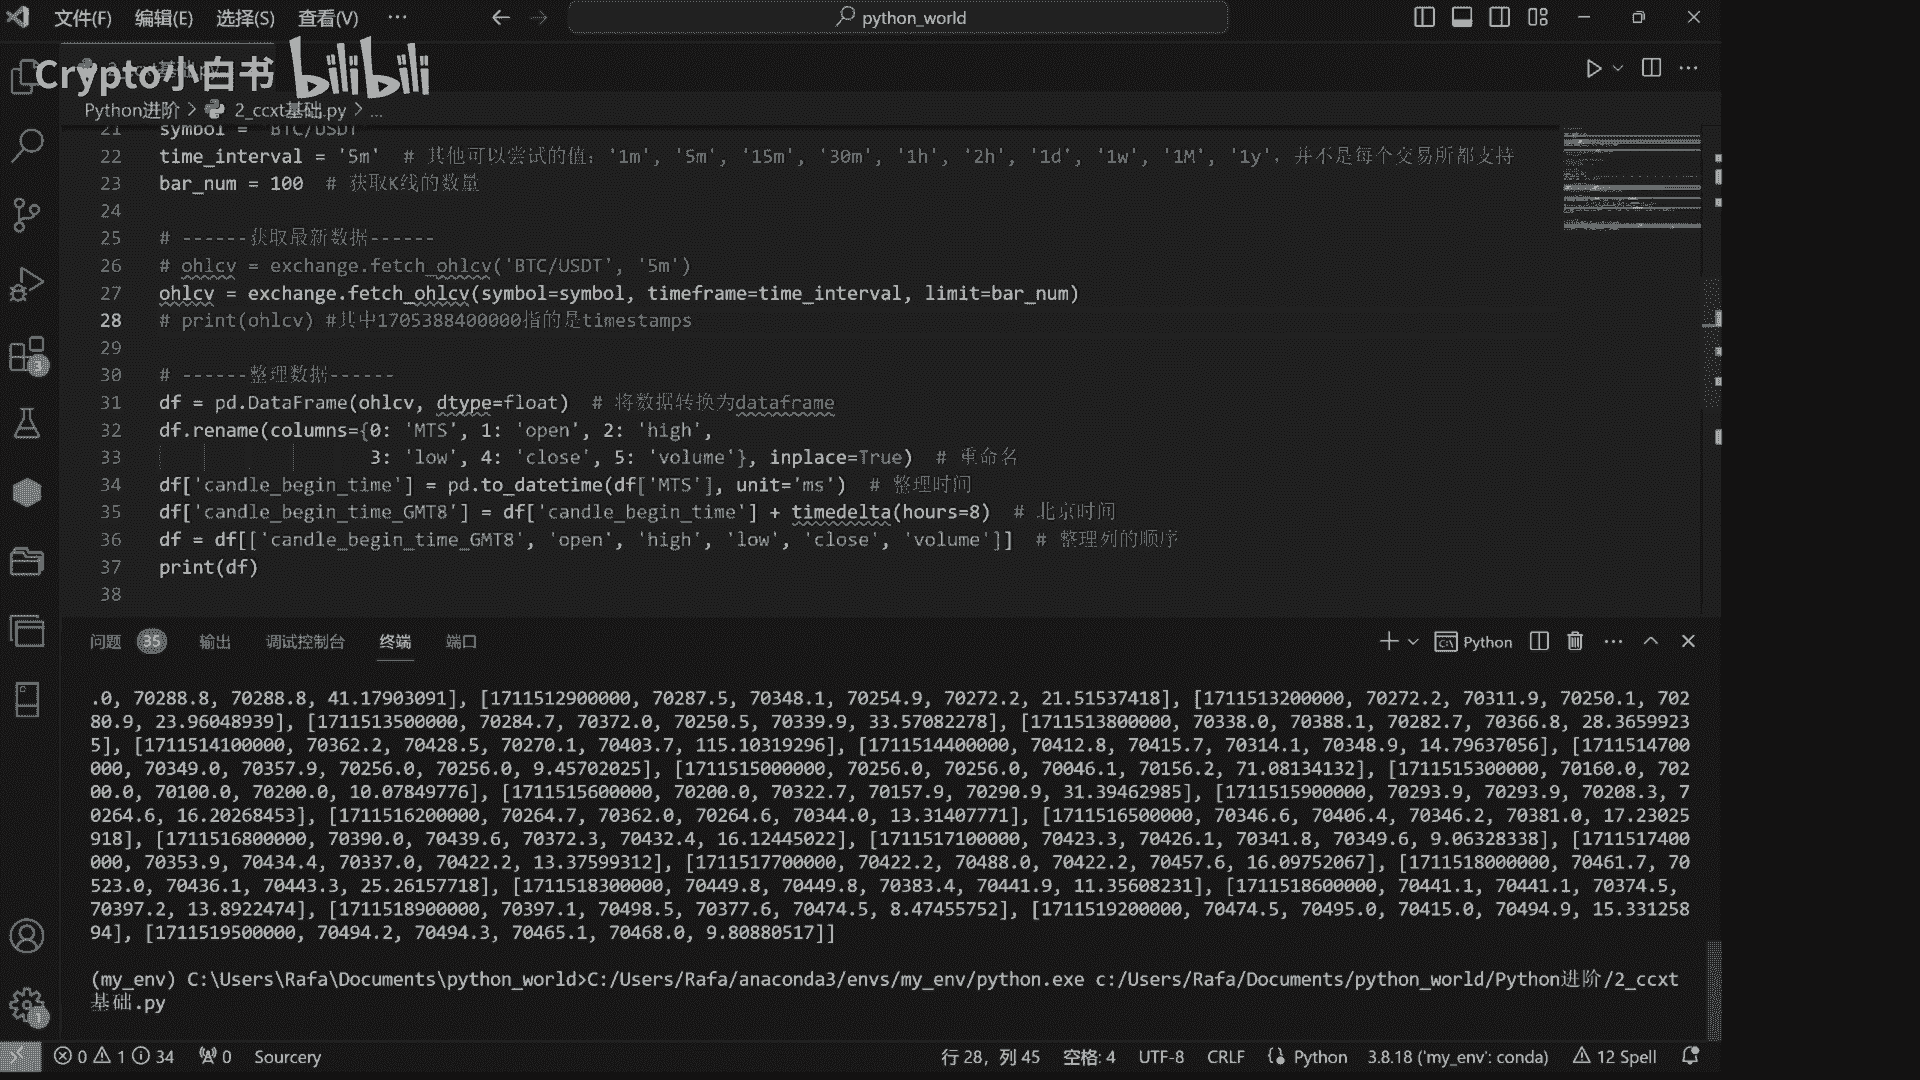 文件(F) 编辑(E) 选择(S) 查看(V) ··· python_world
Crypto小白书 bilibili
Python进阶 > 2_ccxt基础.py > ...
21 symbol = 'BTC/USDT'
22 time_interval = '5m' # 其他可以尝试的值：'1m', '5m', '15m', '30m', '1h', '2h', '1d', '1w', '1M', '1y'，并不是每个交易所都支持
23 bar_num = 100 # 获取K线的数量
24
25 # ------获取最新数据------
26 # ohlcv = exchange.fetch_ohlcv('BTC/USDT', '5m')
27 ohlcv = exchange.fetch_ohlcv(symbol=symbol, timeframe=time_interval, limit=bar_num)
28 # print(ohlcv) #其中1705388400000指的是timestamps
29
30 # ------整理数据------
31 df = pd.DataFrame(ohlcv, dtype=float) # 将数据转换为dataframe
32 df.rename(columns={0: 'MTS', 1: 'open', 2: 'high',
33 3: 'low', 4: 'close', 5: 'volume'}, inplace=True) # 重命名
34 df['candle_begin_time'] = pd.to_datetime(df['MTS'], unit='ms') # 整理时间
35 df['candle_begin_time_GMT8'] = df['candle_begin_time'] + timedelta(hours=8) # 北京时间
36 df = df[['candle_begin_time_GMT8', 'open', 'high', 'low', 'close', 'volume']] # 整理列的顺序
37 print(df)
38
问题 35 输出 调试控制台 终端 端口 Python
.0, 70288.8, 70288.8, 41.17903091], [1711512900000, 70287.5, 70348.1, 70254.9, 70272.2, 21.51537418], [1711513200000, 70272.2, 70311.9, 70250.1, 702
80.9, 23.96048939], [1711513500000, 70284.7, 70372.0, 70250.5, 70339.9, 33.57082278], [1711513800000, 70338.0, 70388.1, 70282.7, 70366.8, 28.3659923
5], [1711514100000, 70362.2, 70428.5, 70270.1, 70403.7, 115.10319296], [1711514400000, 70412.8, 70415.7, 70314.1, 70348.9, 14.79637056], [1711514700
000, 70349.0, 70357.9, 70256.0, 70256.0, 9.45702025], [1711515000000, 70256.0, 70256.0, 70046.1, 70156.2, 71.08134132], [1711515300000, 70160.0, 702
00.0, 70100.0, 70200.0, 10.07849776], [1711515600000, 70200.0, 70322.7, 70157.9, 70290.9, 31.39462985], [1711515900000, 70293.9, 70293.9, 70208.3, 7
0264.6, 16.20268453], [1711516200000, 70264.7, 70362.0, 70264.6, 70344.0, 13.31407771], [1711516500000, 70346.6, 70406.4, 70346.2, 70381.0, 17.23025
918], [1711516800000, 70390.0, 70439.6, 70372.3, 70432.4, 16.12445022], [1711517100000, 70423.3, 70426.1, 70341.8, 70349.6, 9.06328338], [1711517400
000, 70353.9, 70434.4, 70337.0, 70422.2, 13.37599312], [1711517700000, 70422.2, 70488.0, 70422.2, 70457.6, 16.09752067], [1711518000000, 70461.7, 70
523.0, 70436.1, 70443.3, 25.26157718], [1711518300000, 70449.8, 70449.8, 70383.4, 70441.9, 11.35608231], [1711518600000, 70441.1, 70441.1, 70374.5,
70397.2, 13.8922474], [1711518900000, 70397.1, 70498.5, 70377.6, 70474.5, 8.47455752], [1711519200000, 70474.5, 70495.0, 70415.0, 70494.9, 15.331258
94], [1711519500000, 70494.2, 70494.3, 70465.1, 70468.0, 9.80880517]]
(my_env) C:\Users\Rafa\Documents\python_world>C:/Users/Rafa/anaconda3/envs/my_env/python.exe c:/Users/Rafa/Documents/python_world/Python进阶/2_ccxt
基础.py
0 1 34 0 Sourcery 行 28，列 45 空格: 4 UTF-8 CRLF Python 3.8.18 ('my_env': conda) 12 Spell